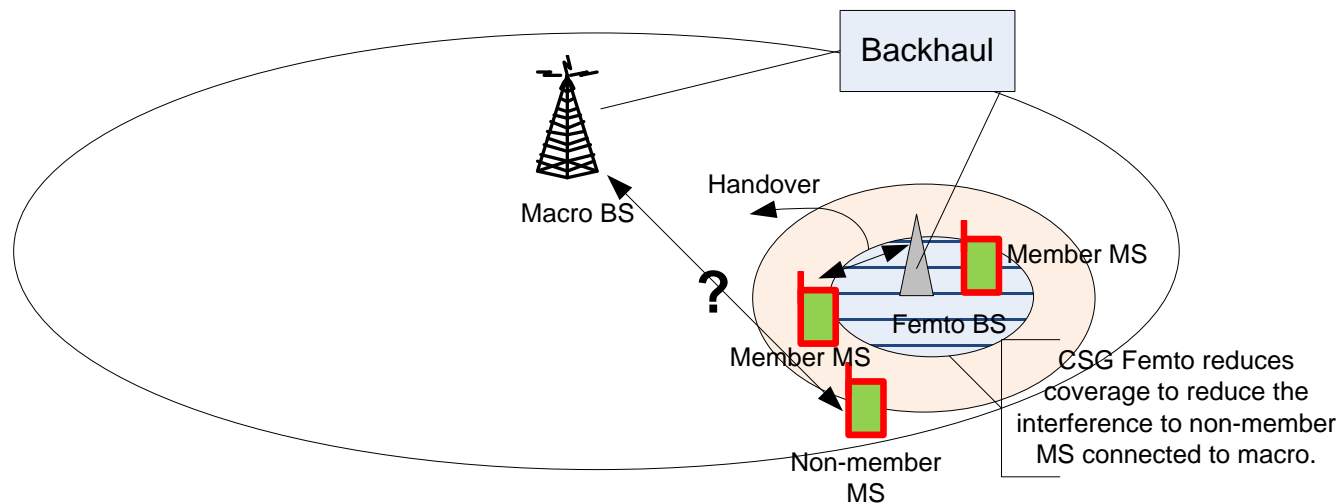 Backhaul
Handover
Macro BS
Member MS
?
Femto BS
Member MS
CSG Femto reduces
coverage to reduce the
interference to non-member
MS connected to macro.
Non-member
MS